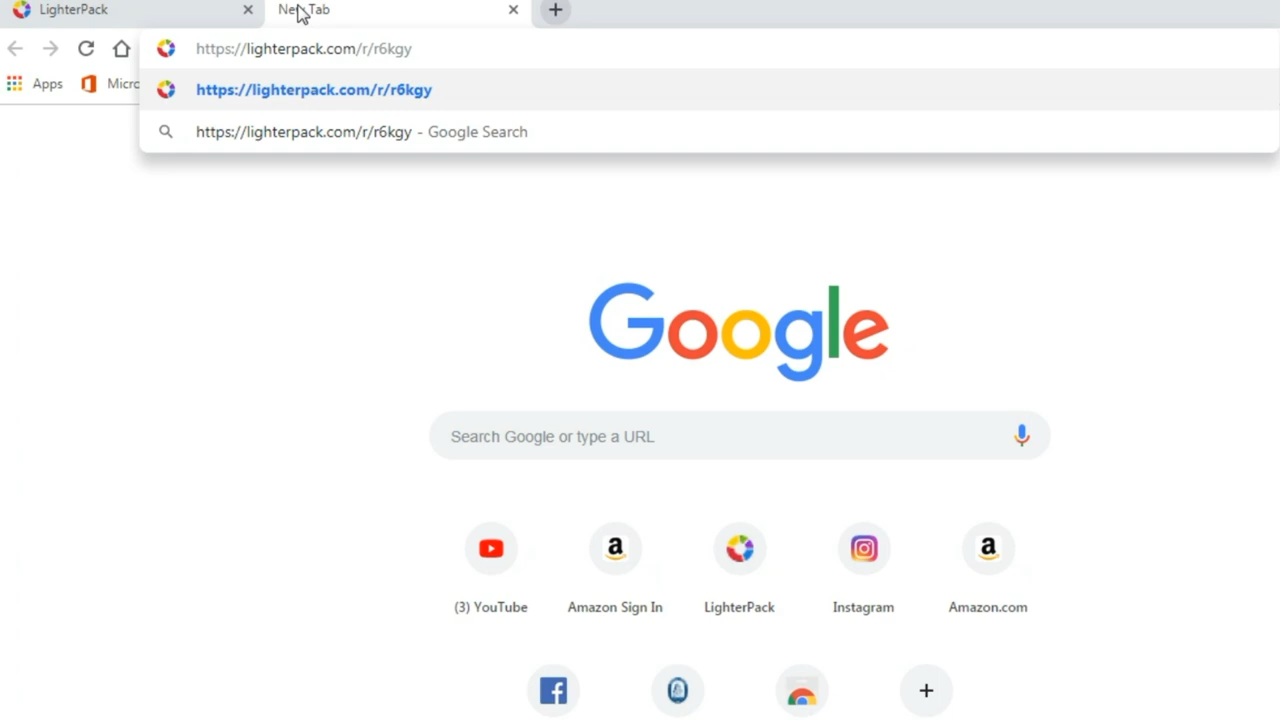 LighterPack
New Tab
https://lighterpack.com/r/r6kgy
Apps
Micro
https://lighterpack.com/r/r6kgy
https://lighterpack.com/r/r6kgy - Google Search
Google
Search Google or type a URL
a
a
(3) YouTube
Amazon Sign In
LighterPack
Instagram
Amazon.com
f